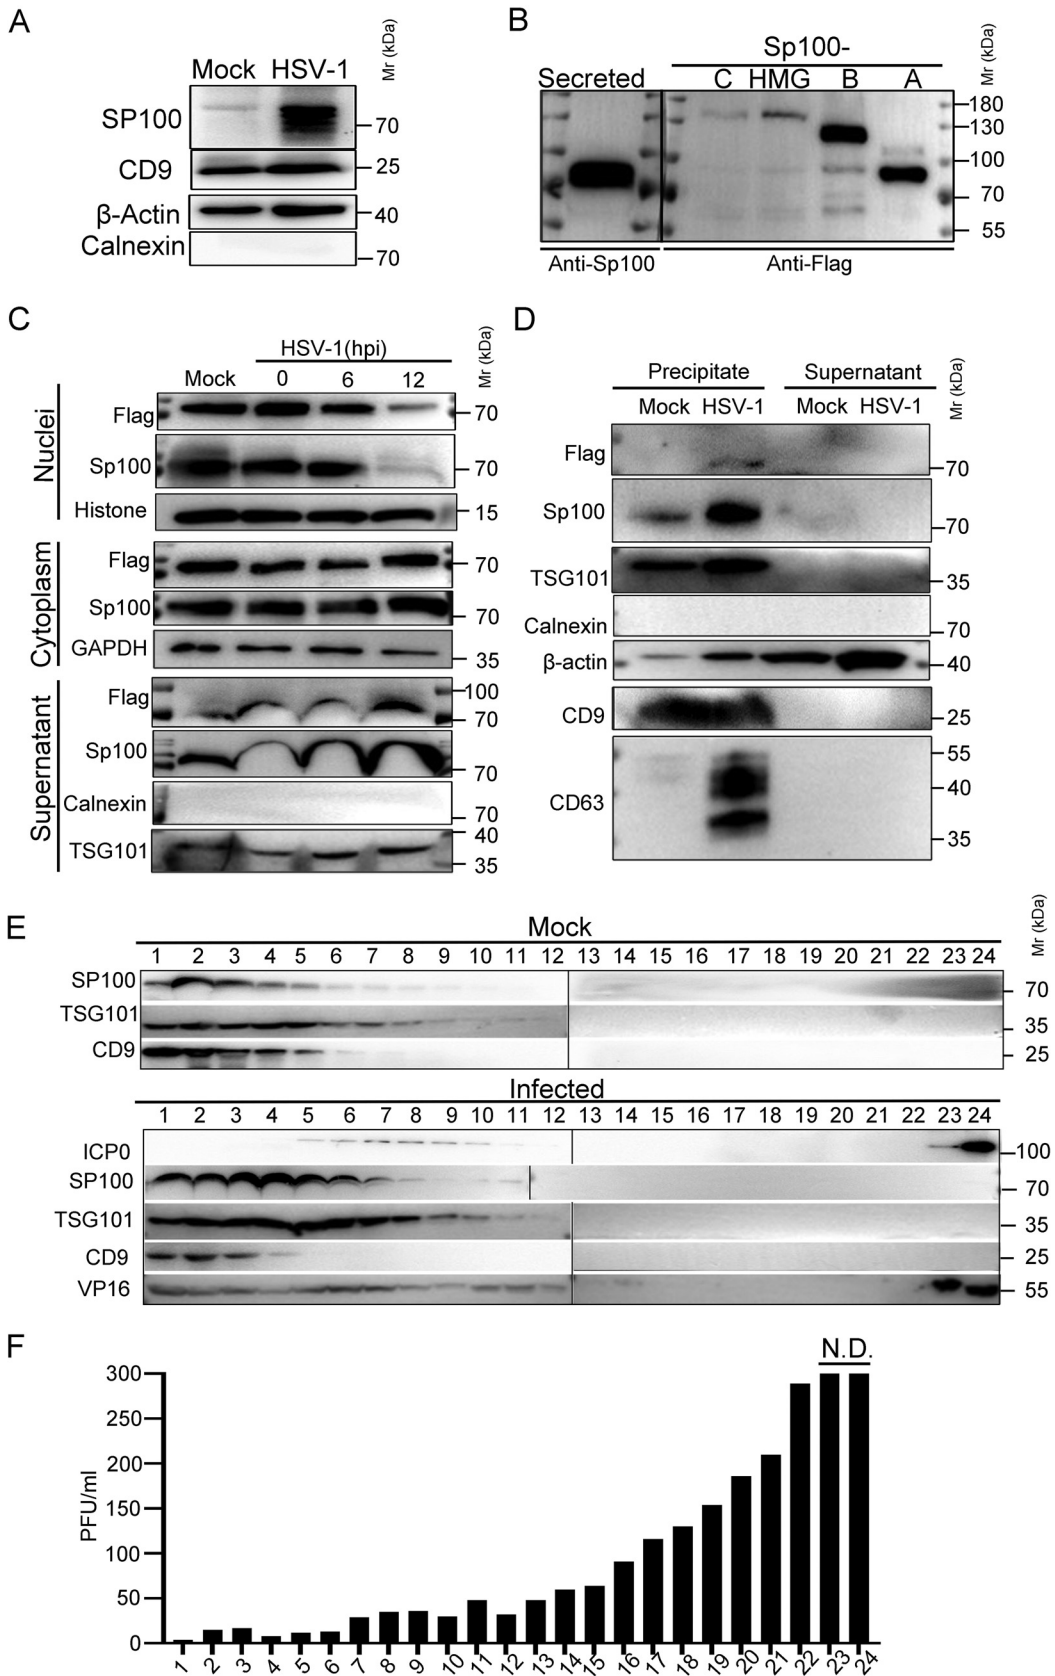 A
Mr (kDa)
Mock HSV-1
SP100
70
CD9
25
β-Actin
40
Calnexin
70
B
Sp100-
Mr (kDa)
Secreted
C HMG B A
180
130
100
70
55
Anti-Sp100
Anti-Flag
C
HSV-1(hpi)
Mr (kDa)
Mock 0 6 12
Nuclei
Flag
70
Sp100
70
Histone
15
Cytoplasm
Flag
70
Sp100
70
GAPDH
35
Supernatant
Flag
100
70
Sp100
70
Calnexin
70
TSG101
40
35
D
Precipitate Supernatant
Mr (kDa)
Mock HSV-1 Mock HSV-1
Flag
70
Sp100
70
TSG101
35
Calnexin
70
β-actin
40
CD9
25
CD63
55
40
35
E
Mock
Mr (kDa)
1 2 3 4 5 6 7 8 9 10 11 12 13 14 15 16 17 18 19 20 21 22 23 24
SP100
70
TSG101
35
CD9
25
Infected
1 2 3 4 5 6 7 8 9 10 11 12 13 14 15 16 17 18 19 20 21 22 23 24
ICP0
100
SP100
70
TSG101
35
CD9
25
VP16
55
F
N.D.
PFU/ml
300
250
200
150
100
50
0
1 2 3 4 5 6 7 8 9 10 11 12 13 14 15 16 17 18 19 20 21 22 23 24